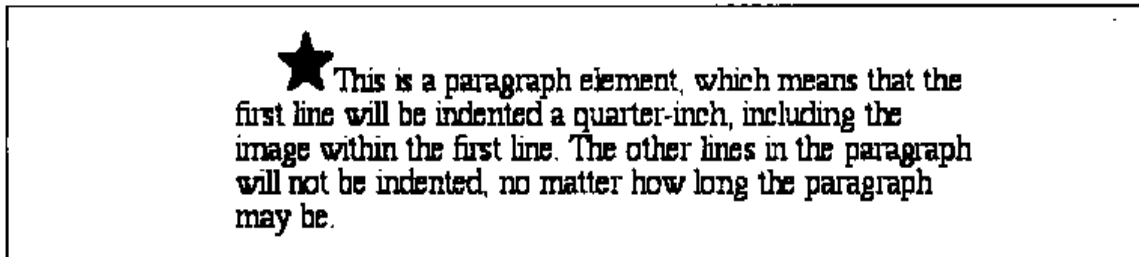 This is a paragraph element, which means that the
first line will be indented a quarter-inch, including the
image within the first line. The other lines in the paragraph
will not be indented, no matter how long the paragraph
may be.